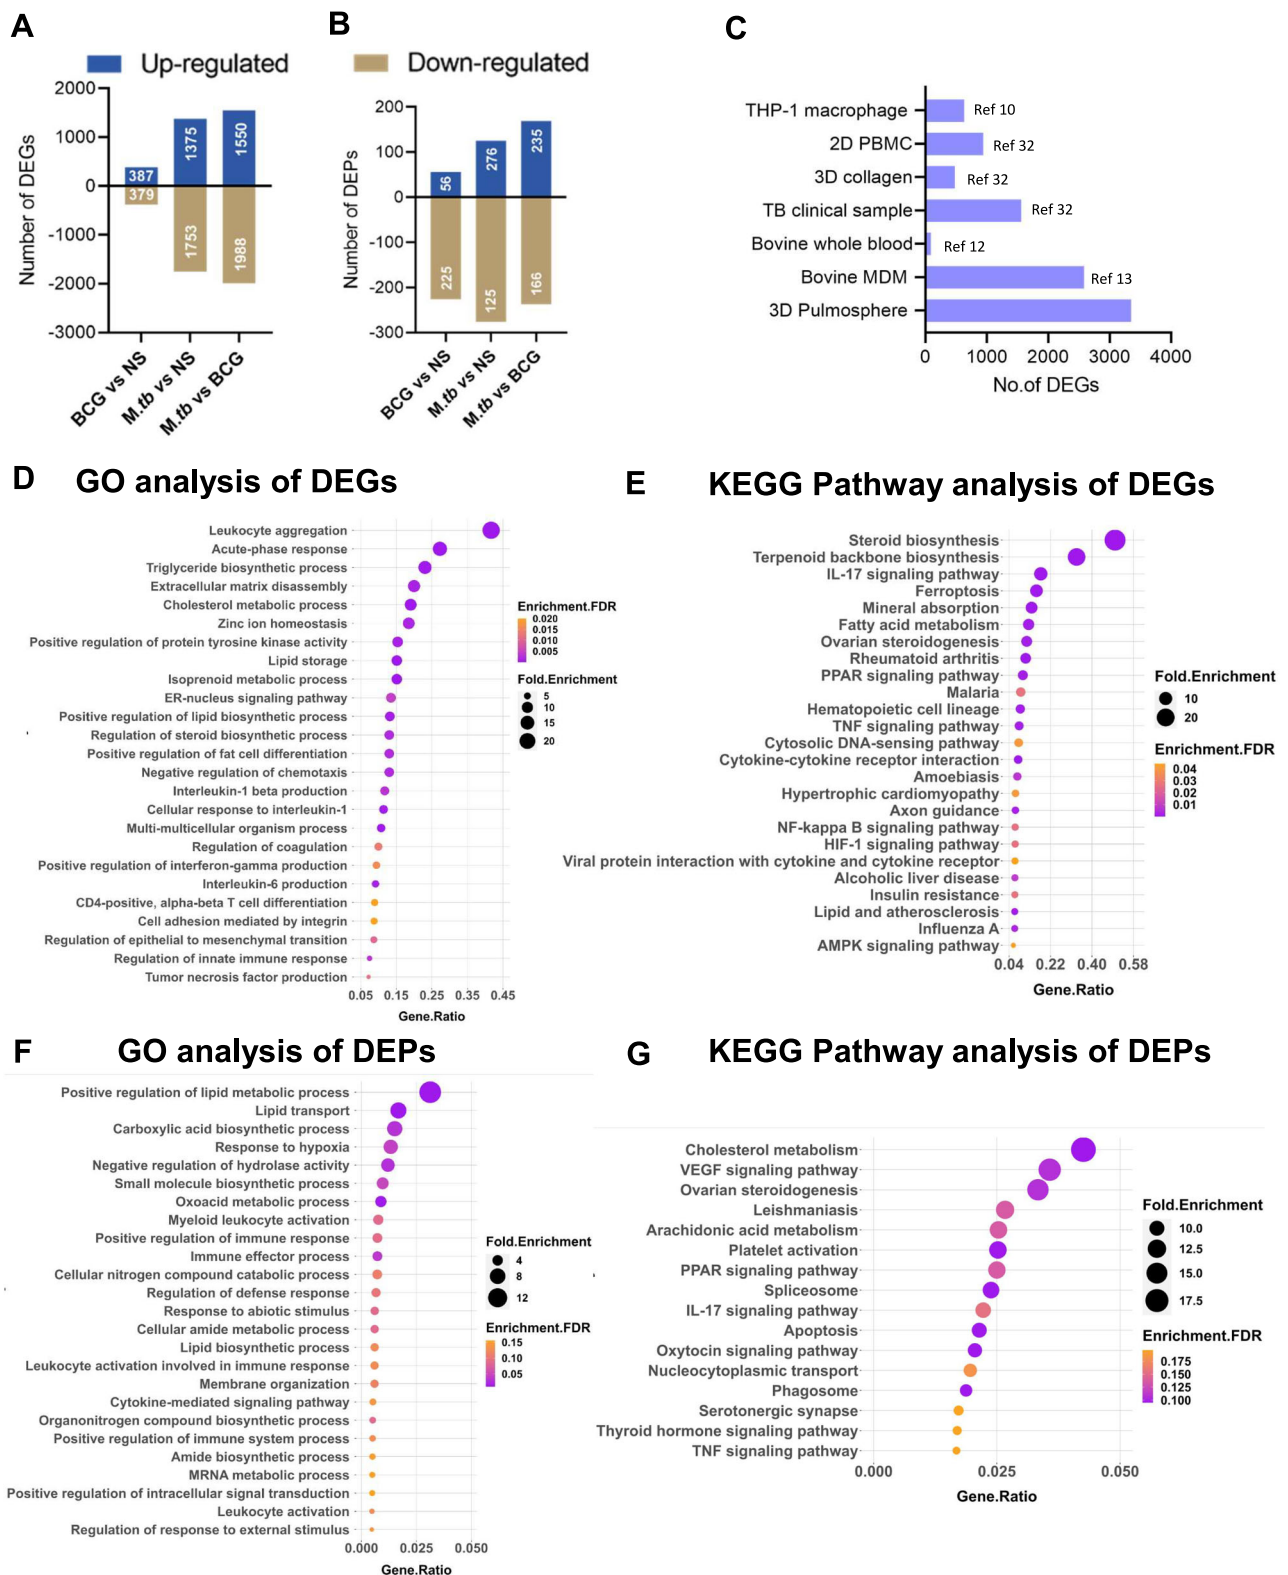 A
B
C
Up-regulated
Down-regulated
Number of DEGs
2000
1000
0
-1000
-2000
-3000
387
379
1375
1753
1550
1988
BCG vs NS
M.tb vs NS
M.tb vs BCG
Number of DEPs
200
100
0
-100
-200
-300
56
225
276
125
235
166
BCG vs NS
M.tb vs NS
M.tb vs BCG
THP-1 macrophage
Ref 10
2D PBMC
Ref 32
3D collagen
Ref 32
TB clinical sample
Ref 32
Bovine whole blood
Ref 12
Bovine MDM
Ref 13
3D Pulmosphere
0 1000 2000 3000 4000
No.of DEGs
D GO analysis of DEGs
Leukocyte aggregation
Acute-phase response
Triglyceride biosynthetic process
Extracellular matrix disassembly
Cholesterol metabolic process
Zinc ion homeostasis
Positive regulation of protein tyrosine kinase activity
Lipid storage
Isoprenoid metabolic process
ER-nucleus signaling pathway
Positive regulation of lipid biosynthetic process
Regulation of steroid biosynthetic process
Positive regulation of fat cell differentiation
Negative regulation of chemotaxis
Interleukin-1 beta production
Cellular response to interleukin-1
Multi-multicellular organism process
Regulation of coagulation
Positive regulation of interferon-gamma production
Interleukin-6 production
CD4-positive, alpha-beta T cell differentiation
Cell adhesion mediated by integrin
Regulation of epithelial to mesenchymal transition
Regulation of innate immune response
Tumor necrosis factor production
0.05 0.15 0.25 0.35 0.45
Gene.Ratio
Enrichment.FDR
0.020
0.015
0.010
0.005
Fold.Enrichment
5
10
15
20
E KEGG Pathway analysis of DEGs
Steroid biosynthesis
Terpenoid backbone biosynthesis
IL-17 signaling pathway
Ferroptosis
Mineral absorption
Fatty acid metabolism
Ovarian steroidogenesis
Rheumatoid arthritis
PPAR signaling pathway
Malaria
Hematopoietic cell lineage
TNF signaling pathway
Cytosolic DNA-sensing pathway
Cytokine-cytokine receptor interaction
Amoebiasis
Hypertrophic cardiomyopathy
Axon guidance
NF-kappa B signaling pathway
HIF-1 signaling pathway
Viral protein interaction with cytokine and cytokine receptor
Alcoholic liver disease
Insulin resistance
Lipid and atherosclerosis
Influenza A
AMPK signaling pathway
0.04 0.22 0.40 0.58
Gene.Ratio
Fold.Enrichment
10
20
Enrichment.FDR
0.04
0.03
0.02
0.01
F GO analysis of DEPs
Positive regulation of lipid metabolic process
Lipid transport
Carboxylic acid biosynthetic process
Response to hypoxia
Negative regulation of hydrolase activity
Small molecule biosynthetic process
Oxoacid metabolic process
Myeloid leukocyte activation
Positive regulation of immune response
Immune effector process
Cellular nitrogen compound catabolic process
Regulation of defense response
Response to abiotic stimulus
Cellular amide metabolic process
Lipid biosynthetic process
Leukocyte activation involved in immune response
Membrane organization
Cytokine-mediated signaling pathway
Organonitrogen compound biosynthetic process
Positive regulation of immune system process
Amide biosynthetic process
MRNA metabolic process
Positive regulation of intracellular signal transduction
Leukocyte activation
Regulation of response to external stimulus
0.000 0.025 0.050
Gene.Ratio
Fold.Enrichment
4
8
12
Enrichment.FDR
0.15
0.10
0.05
G KEGG Pathway analysis of DEPs
Cholesterol metabolism
VEGF signaling pathway
Ovarian steroidogenesis
Leishmaniasis
Arachidonic acid metabolism
Platelet activation
PPAR signaling pathway
Spliceosome
IL-17 signaling pathway
Apoptosis
Oxytocin signaling pathway
Nucleocytoplasmic transport
Phagosome
Serotonergic synapse
Thyroid hormone signaling pathway
TNF signaling pathway
0.000 0.025 0.050
Gene.Ratio
Fold.Enrichment
10.0
12.5
15.0
17.5
Enrichment.FDR
0.175
0.150
0.125
0.100